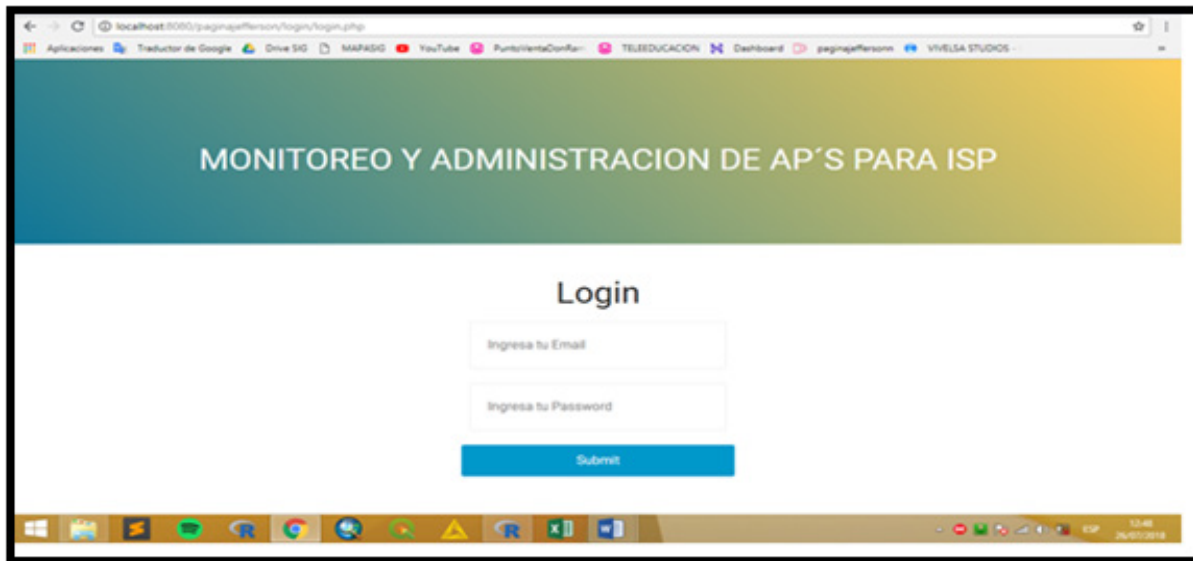 localhost:8080/paginajefferson/login/login.php
Aplicaciones Traductor de Google Drive SIG MAPASIG YouTube PuntoVentaDonRam TELEEDUCACION Dashboard paginajeffersonn VIVELSA STUDIOS -
MONITOREO Y ADMINISTRACION DE AP´S PARA ISP
Login
Ingresa tu Email
Ingresa tu Password
Submit
ESP
12:48
26/07/2018